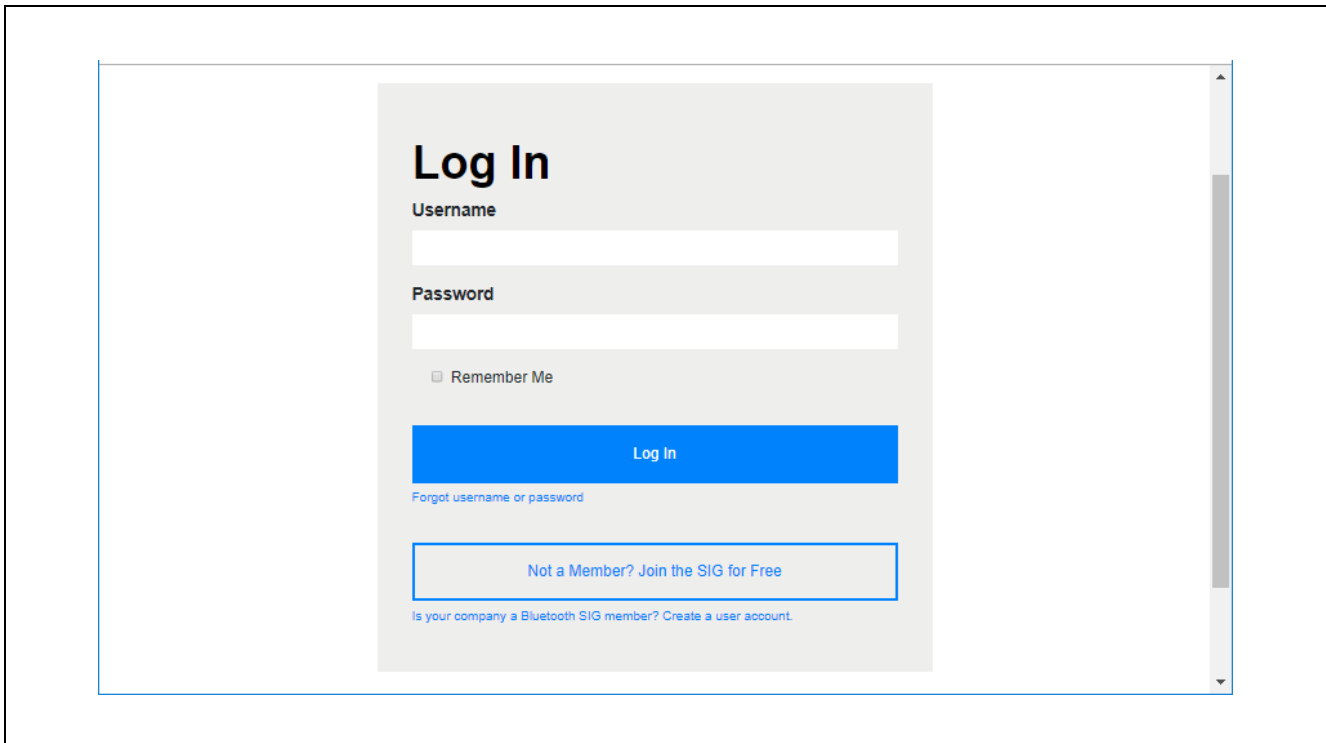 Log In
Username
Password
Remember Me
Log In
Forgot username or password
Not a Member? Join the SIG for Free
Is your company a Bluetooth SIG member? Create a user account.